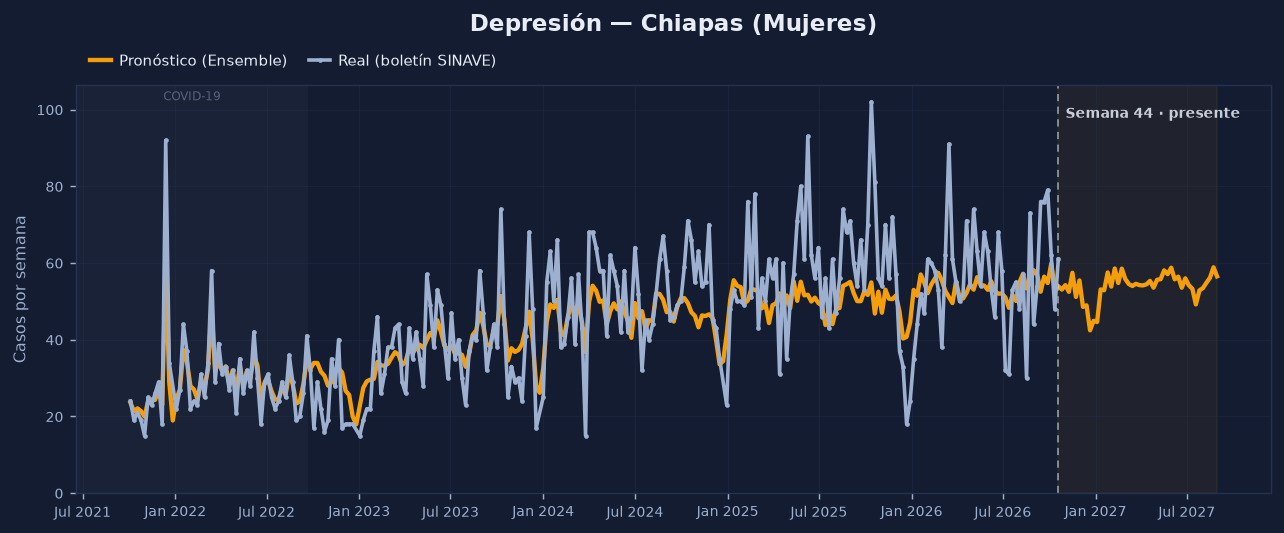 Depresión — Chiapas (Mujeres)
Pronóstico (Ensemble)
Real (boletín SINAVE)
COVID-19
Semana 44 · presente
Casos por semana
100
80
60
40
20
0
Jul 2021
Jan 2022
Jul 2022
Jan 2023
Jul 2023
Jan 2024
Jul 2024
Jan 2025
Jul 2025
Jan 2026
Jul 2026
Jan 2027
Jul 2027